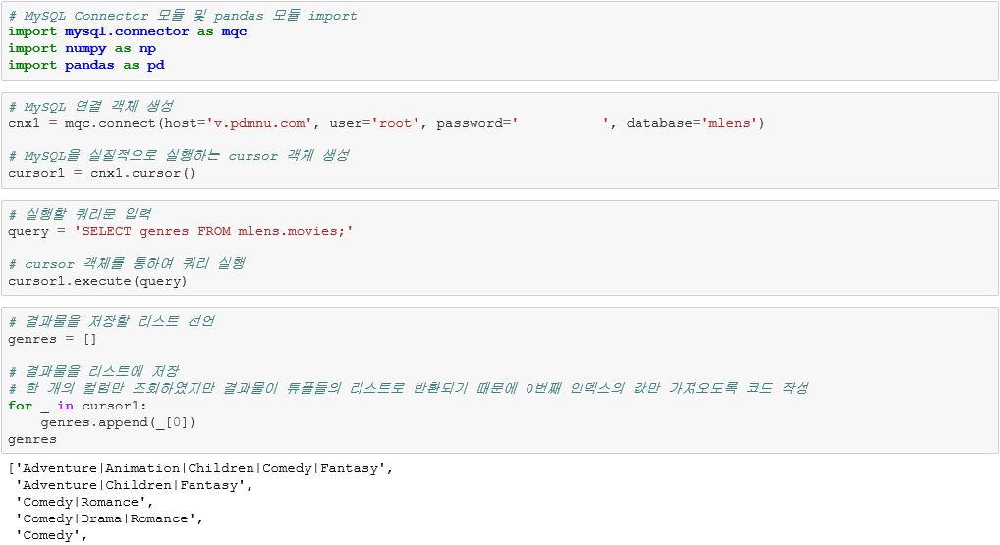 # MySQL Connector 모듈 및 pandas 모듈 import
import mysql.connector as mqc
import numpy as np
import pandas as pd
# MySQL 연결 객체 생성
cnx1 = mqc.connect(host='v.pdmnu.com', user='root', password='          ', database='mlens')
# MySQL을 실질적으로 실행하는 cursor 객체 생성
cursor1 = cnx1.cursor()
# 실행할 쿼리문 입력
query = 'SELECT genres FROM mlens.movies;'
# cursor 객체를 통하여 쿼리 실행
cursor1.execute(query)
# 결과물을 저장할 리스트 선언
genres = []
# 결과물을 리스트에 저장
# 한 개의 컬럼만 조회하였지만 결과물이 튜플들의 리스트로 반환되기 때문에 0번째 인덱스의 값만 가져오도록 코드 작성
for _ in cursor1:
    genres.append(_[0])
genres
['Adventure|Animation|Children|Comedy|Fantasy',
 'Adventure|Children|Fantasy',
 'Comedy|Romance',
 'Comedy|Drama|Romance',
 'Comedy',